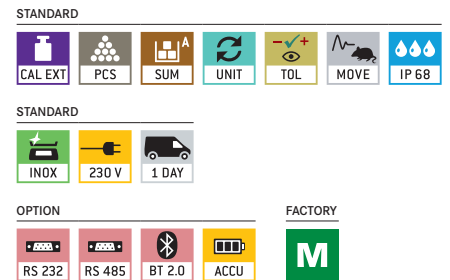 STANDARD
A
CAL EXT PCS SUM UNIT TOL MOVE IP 68
STANDARD
INOX 230 V 1 DAY
OPTION FACTORY
M
RS 232 RS 485 BT 2.0 ACCU